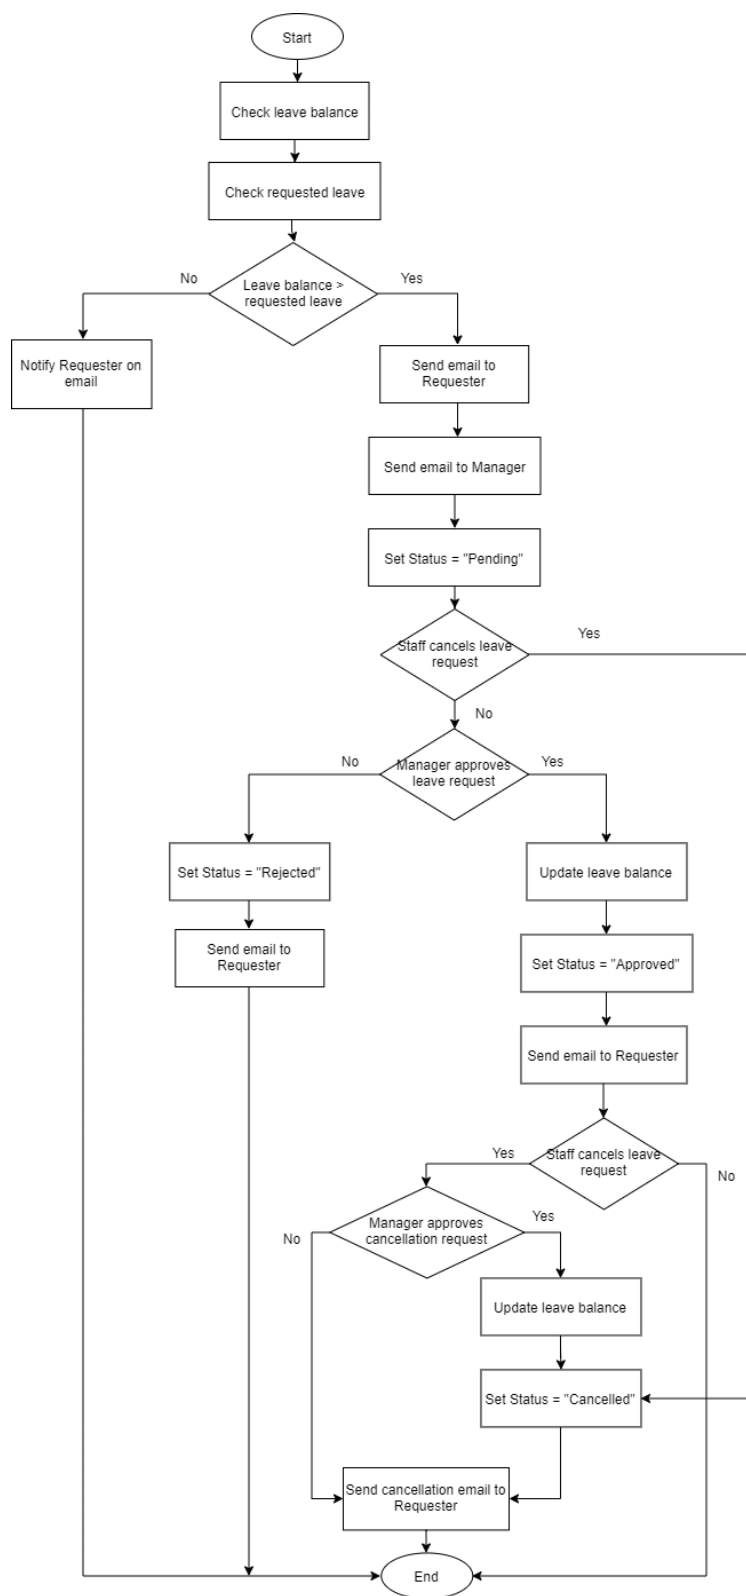 Start
Check leave balance
Check requested leave
No
Yes
Leave balance >
requested leave
Notify Requester on
email
Send email to
Requester
Send email to Manager
Set Status = "Pending"
Staff cancels leave
request
Yes
No
No
Manager approves
leave request
Yes
Set Status = "Rejected"
Update leave balance
Send email to
Requester
Set Status = "Approved"
Send email to Requester
Yes
Staff cancels leave
request
No
Manager approves
cancellation request
Yes
No
Update leave balance
Set Status = "Cancelled"
Send cancellation email to
Requester
End